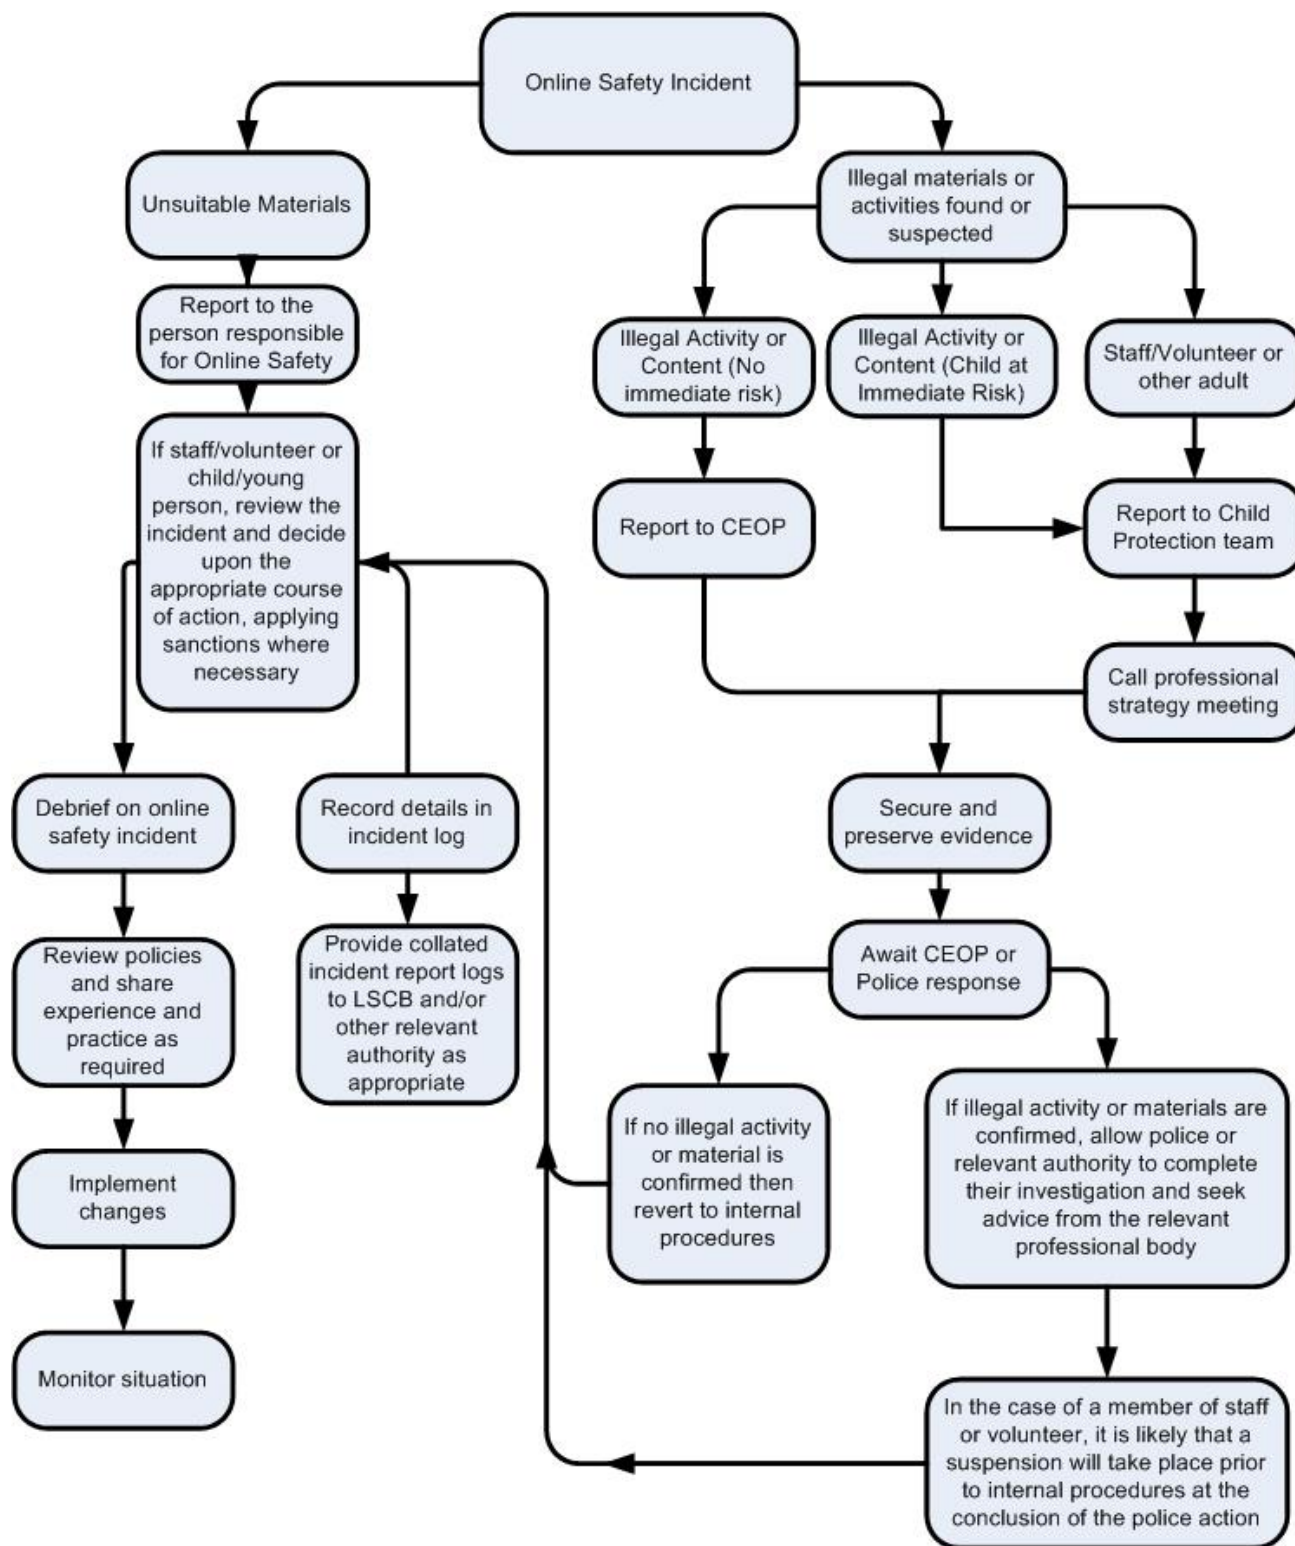 Online Safety Incident
Unsuitable Materials
Illegal materials or
activities found or
suspected
Report to the
person responsible
for Online Safety
Illegal Activity or
Content (No
immediate risk)
Illegal Activity or
Content (Child at
Immediate Risk)
Staff/Volunteer or
other adult
If staff/volunteer or
child/young
person, review the
incident and decide
upon the
appropriate course
of action, applying
sanctions where
necessary
Report to CEOP
Report to Child
Protection team
Call professional
strategy meeting
Debrief on online
safety incident
Record details in
incident log
Secure and
preserve evidence
Review policies
and share
experience and
practice as
required
Provide collated
incident report logs
to LSCB and/or
other relevant
authority as
appropriate
Await CEOP or
Police response
If no illegal activity
or material is
confirmed then
revert to internal
procedures
If illegal activity or materials are
confirmed, allow police or
relevant authority to complete
their investigation and seek
advice from the relevant
professional body
Implement
changes
Monitor situation
In the case of a member of staff
or volunteer, it is likely that a
suspension will take place prior
to internal procedures at the
conclusion of the police action